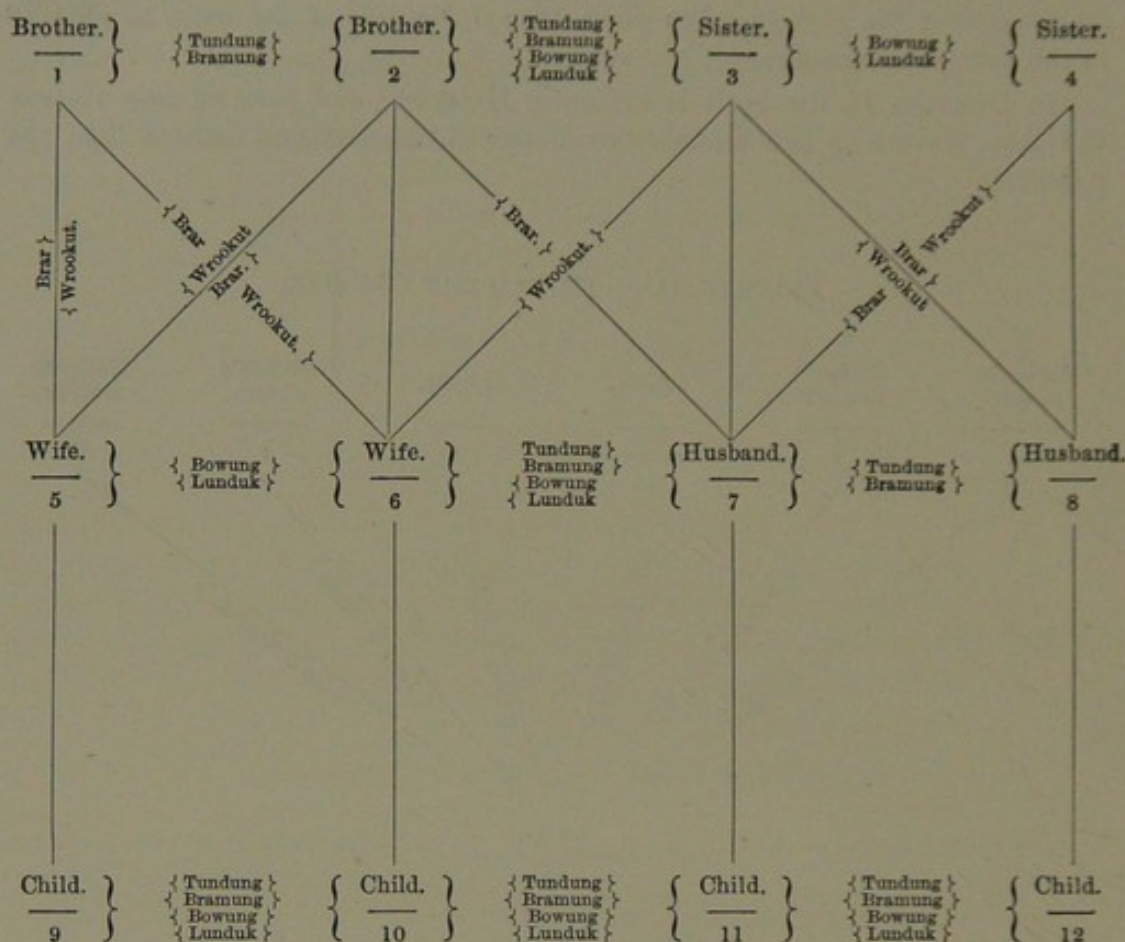 Brother. } { Tundung } { Brother. } { Tundung } { Sister. } { Bowung } { Sister.
1 { Bramung } 2 { Bramung } 3 { Lunduk } 4
{ Bowung }
{ Lunduk }
Brar }
{ Wrookut.
{ Brar
Wrookut. }
{ Wrookut
Brar. }
{ Brar. }
{ Wrookut. }
Brar }
{ Wrookut
Wrookut }
{ Brar
Wife. } { Bowung } { Wife. Tundung } { Husband. } { Tundung } { Husband.
5 { Lunduk } 6 Bramung } 7 { Bramung } 8
{ Bowung
{ Lunduk
Child. } { Tundung } { Child. } { Tundung } { Child. } { Tundung } { Child.
{ Bramung } { Bramung } { Bramung }
{ Bowung } { Bowung } { Bowung }
9 { Lunduk } 10 { Lunduk } 11 { Lunduk } 12